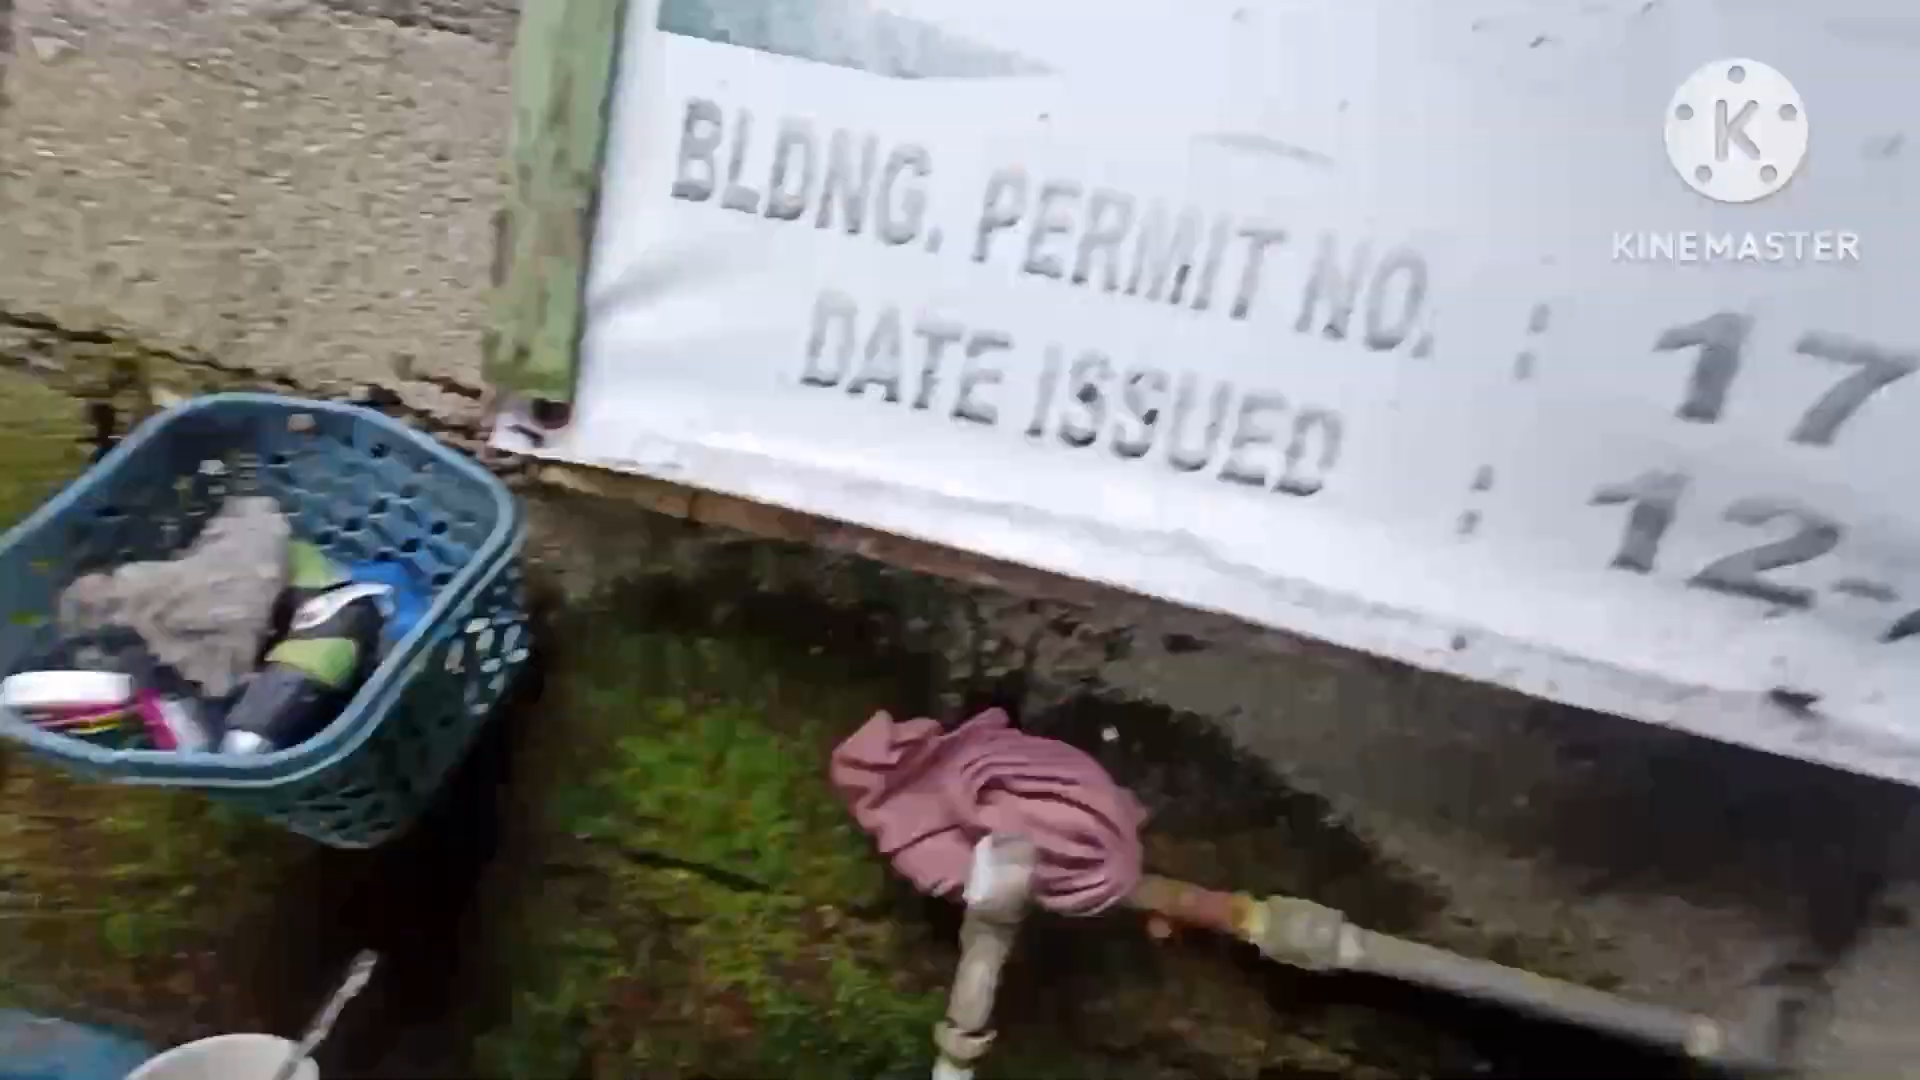 BLDNG. PERMIT NO. : 17
DATE ISSUED : 12-
K
KINEMASTER